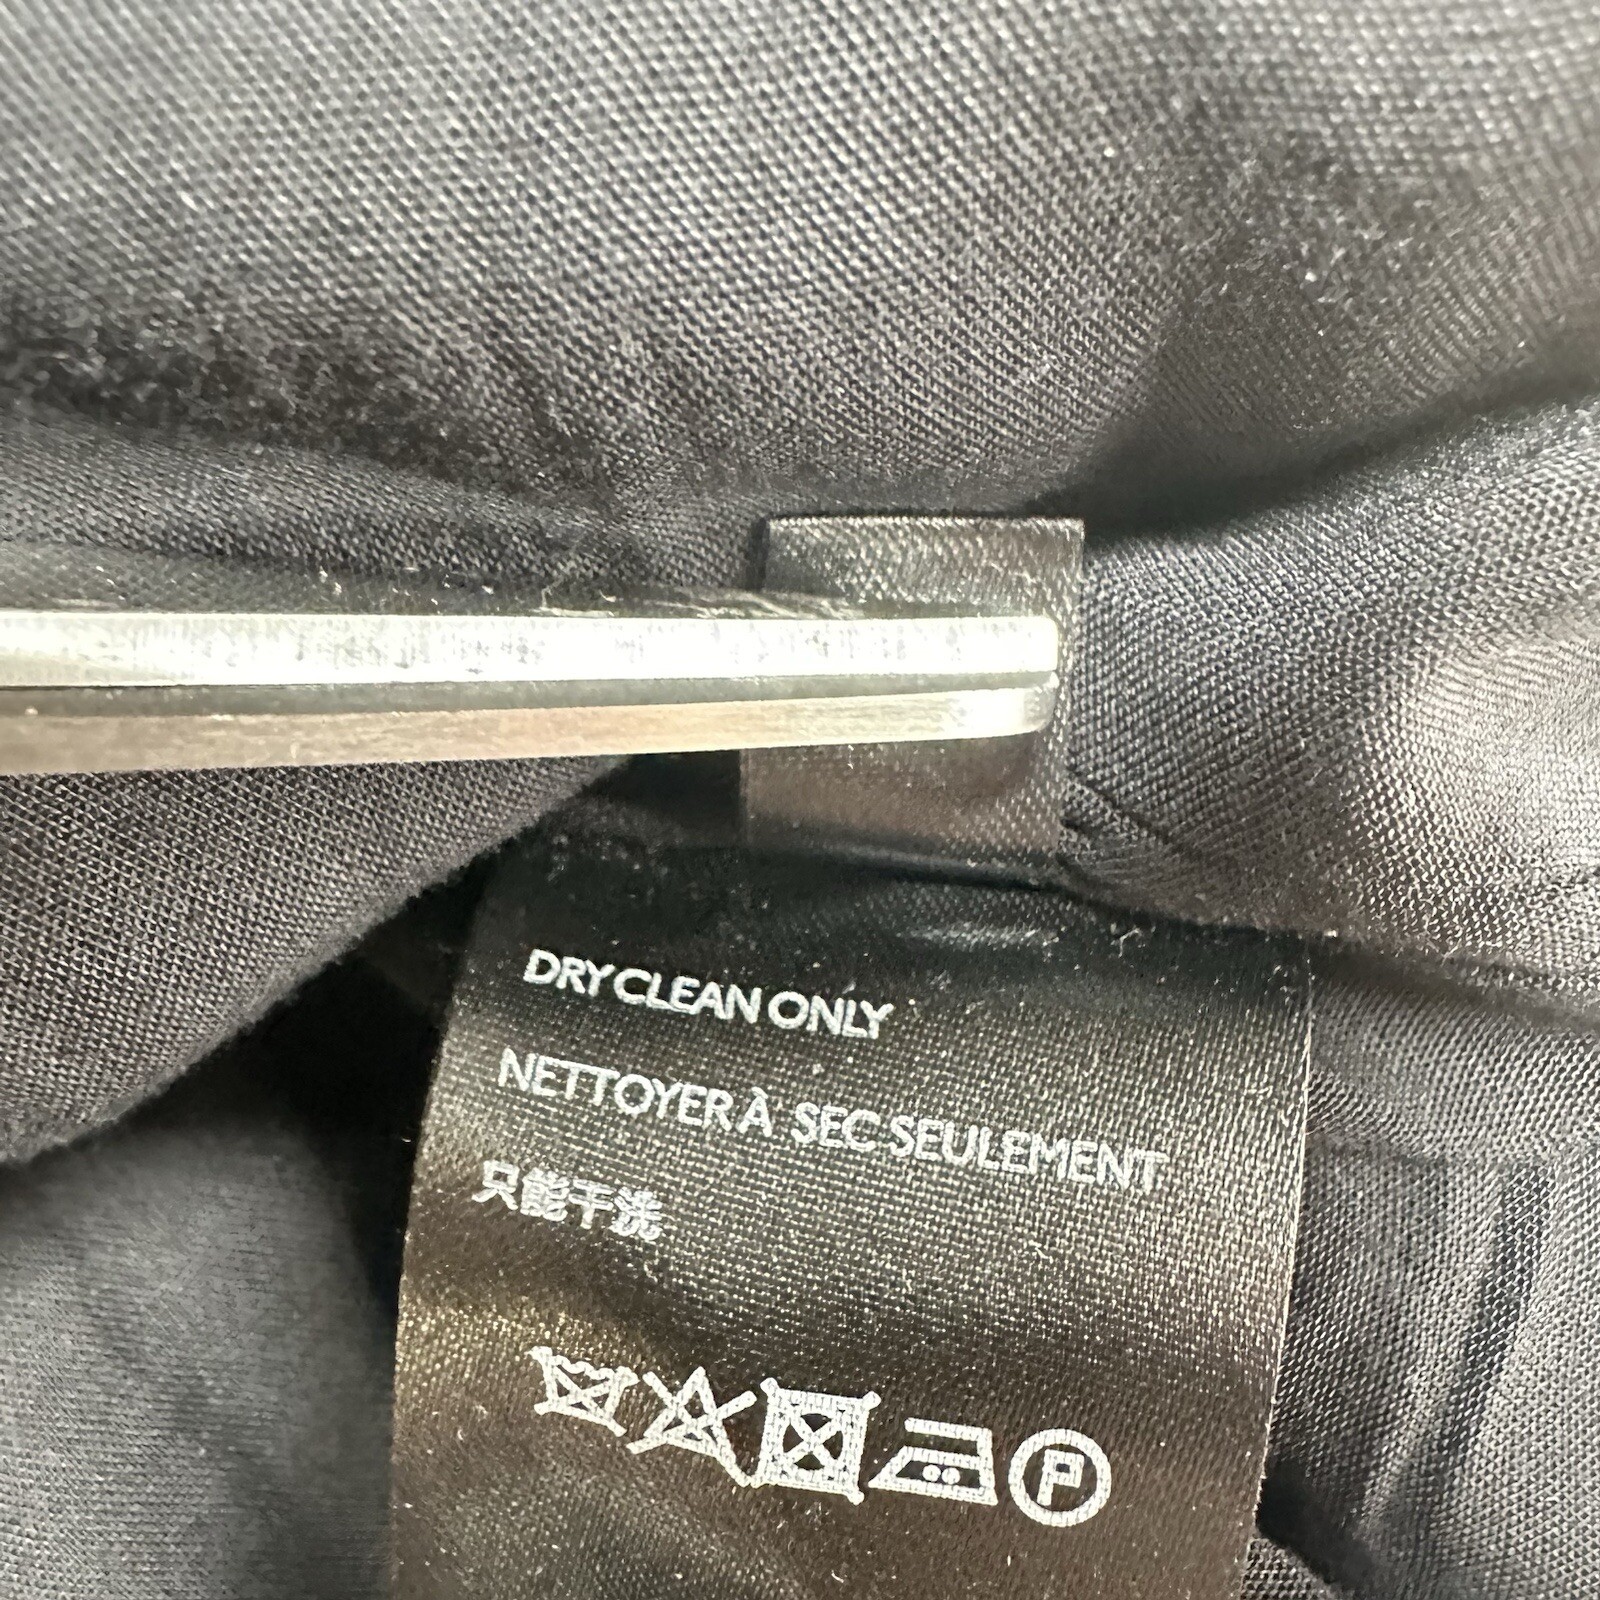 DRY CLEAN ONLY
NETTOYER À SEC SEULEMENT
只能干洗
P